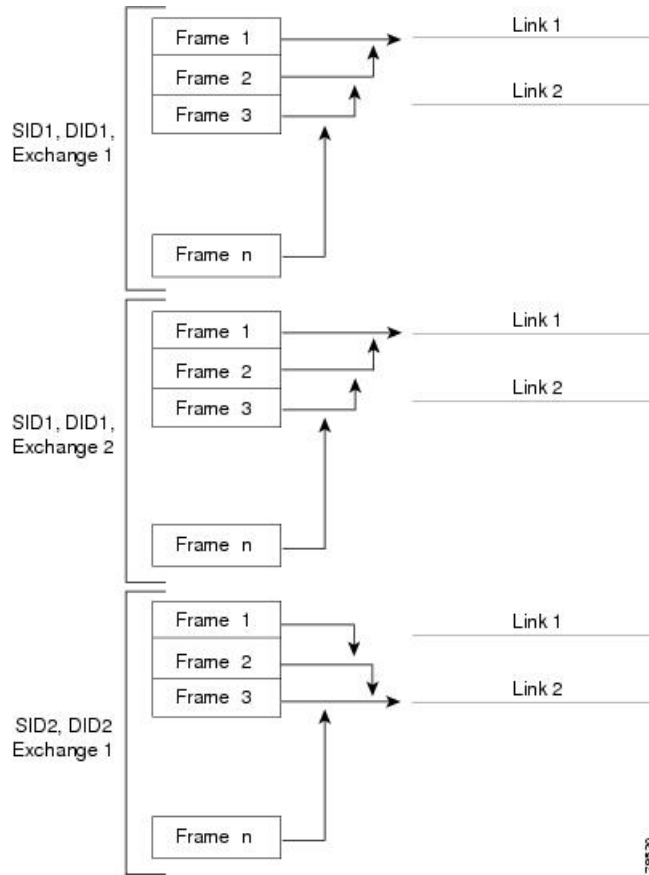 Frame 1
Link 1
Frame 2
Link 2
Frame 3
SID1, DID1,
Exchange 1
Frame n
Frame 1
Link 1
Frame 2
Link 2
Frame 3
SID1, DID1,
Exchange 2
Frame n
Frame 1
Link 1
Frame 2
Link 2
Frame 3
SID2, DID2
Exchange 1
Frame n